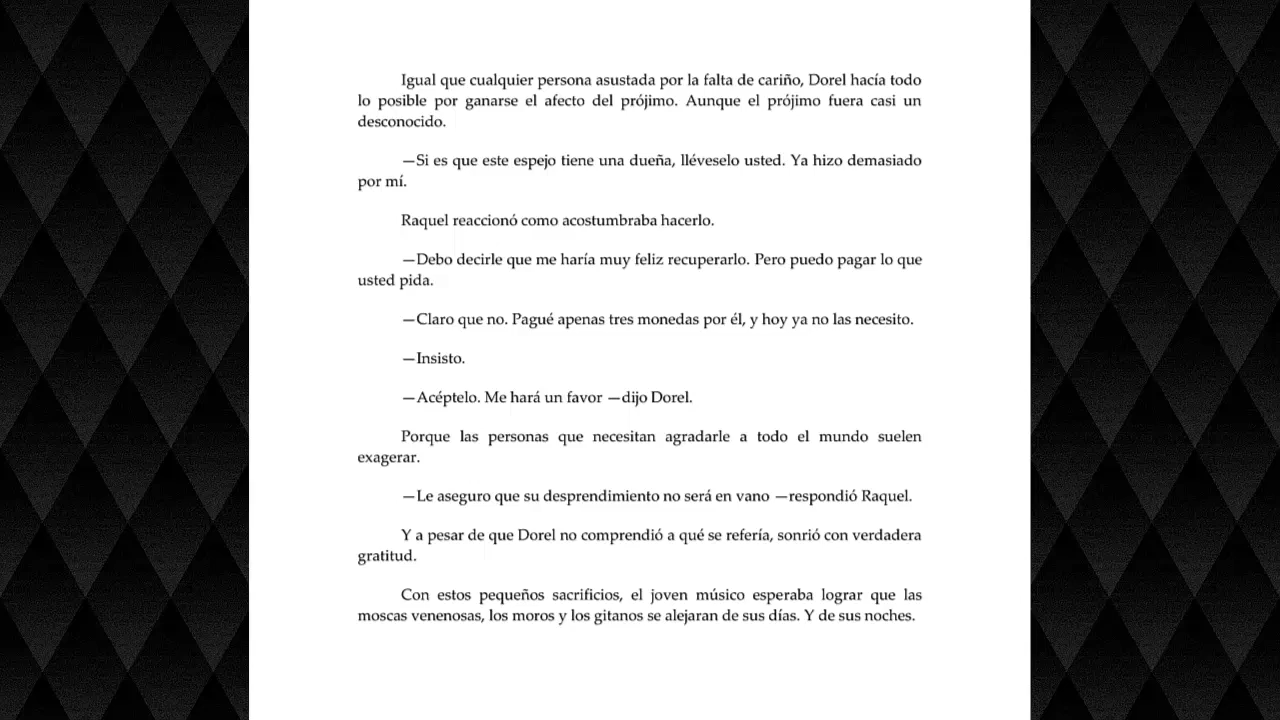 Igual que cualquier persona asustada por la falta de cariño, Dorel hacía todo
lo posible por ganarse el afecto del prójimo. Aunque el prójimo fuera casi un
desconocido.
—Si es que este espejo tiene una dueña, lléveselo usted. Ya hizo demasiado
por mí.
Raquel reaccionó como acostumbraba hacerlo.
—Debo decirle que me haría muy feliz recuperarlo. Pero puedo pagar lo que
usted pida.
—Claro que no. Pagué apenas tres monedas por él, y hoy ya no las necesito.
—Insisto.
—Acéptelo. Me hará un favor —dijo Dorel.
Porque las personas que necesitan agradarle a todo el mundo suelen
exagerar.
—Le aseguro que su desprendimiento no será en vano —respondió Raquel.
Y a pesar de que Dorel no comprendió a qué se refería, sonrió con verdadera
gratitud.
Con estos pequeños sacrificios, el joven músico esperaba lograr que las
moscas venenosas, los moros y los gitanos se alejaran de sus días. Y de sus noches.